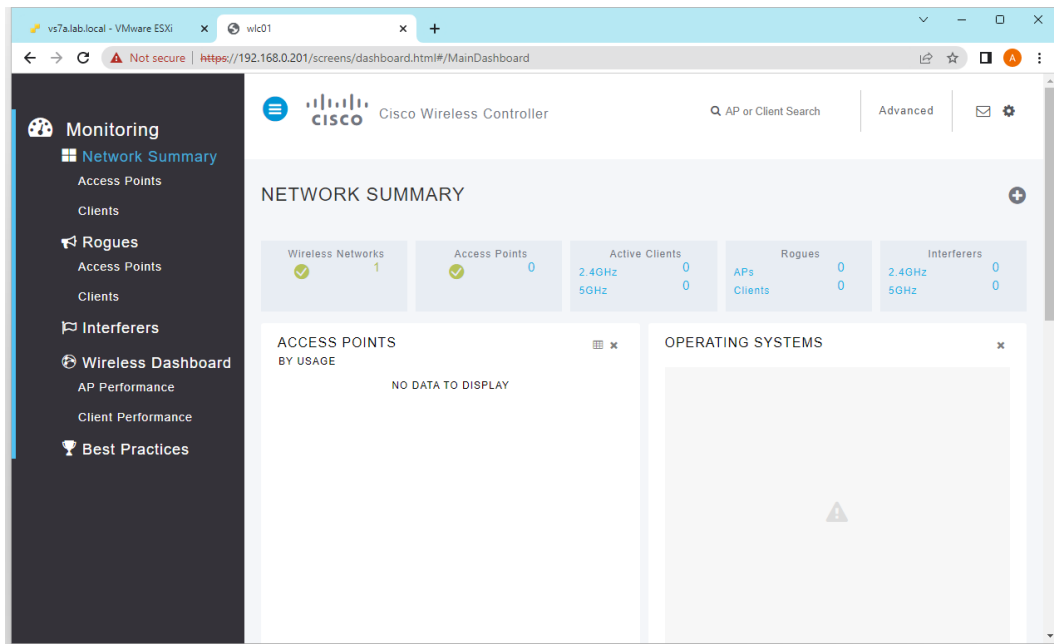 vs7a.lab.local - VMware ESXi
wlc01
Not secure | https://192.168.0.201/screens/dashboard.html#/MainDashboard
A
Monitoring
Network Summary
Access Points
Clients
Rogues
Access Points
Clients
Interferers
Wireless Dashboard
AP Performance
Client Performance
Best Practices
CISCO Cisco Wireless Controller
AP or Client Search
Advanced
NETWORK SUMMARY
Wireless Networks
1
Access Points
0
Active Clients
2.4GHz 0
5GHz 0
Rogues
APs 0
Clients 0
Interferers
2.4GHz 0
5GHz 0
ACCESS POINTS
BY USAGE
NO DATA TO DISPLAY
OPERATING SYSTEMS